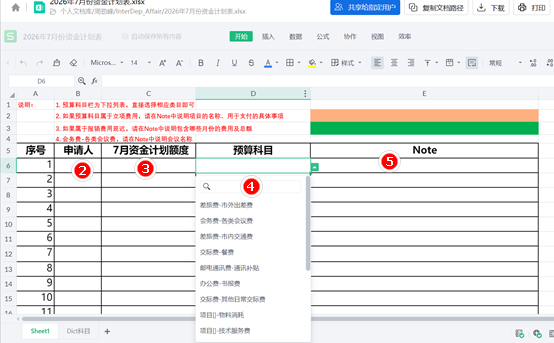 2026年7月份资金计划表.xlsx
个人文档库/周劲峰/InterDep_Affair/2026年7月份资金计划表.xlsx
共享给指定用户
复制文档路径
下载
打印
S 2026年7月份资金计划表
自动保存所有内容
开始 插入 数据 公式 协作 视图 效率
Micros... 14 B I U S A 样式 常规
D6 fx
A B C D E
1 说明: 1. 预算科目栏为下拉列表。直接选择相应类目即可
2 2. 如果预算科目属于立项费用，请在Note中说明项目的名称、用于支付的具体事项
3 3. 如果属于报销费用延迟。请在Note中说明包含哪些月份的费用及总额
4 4. 会务费-各类会议费。请在Note中说明会议名称
5 序号 申请人 7月资金计划额度 预算科目 Note
6 1
② ③ ④ ⑤
7 2
8 3
9 4
10 5
11 6
12 7
13 8
14 9
15 10
16 11
差旅费-市外出差费
会务费-各类会议费
差旅费-市内交通费
交际费-餐费
邮电通讯费-通讯补贴
办公费-书报费
交际费-其他日常交际费
项目[]-物料消耗
项目[]-技术服务费
Sheet1 Dict科目 +